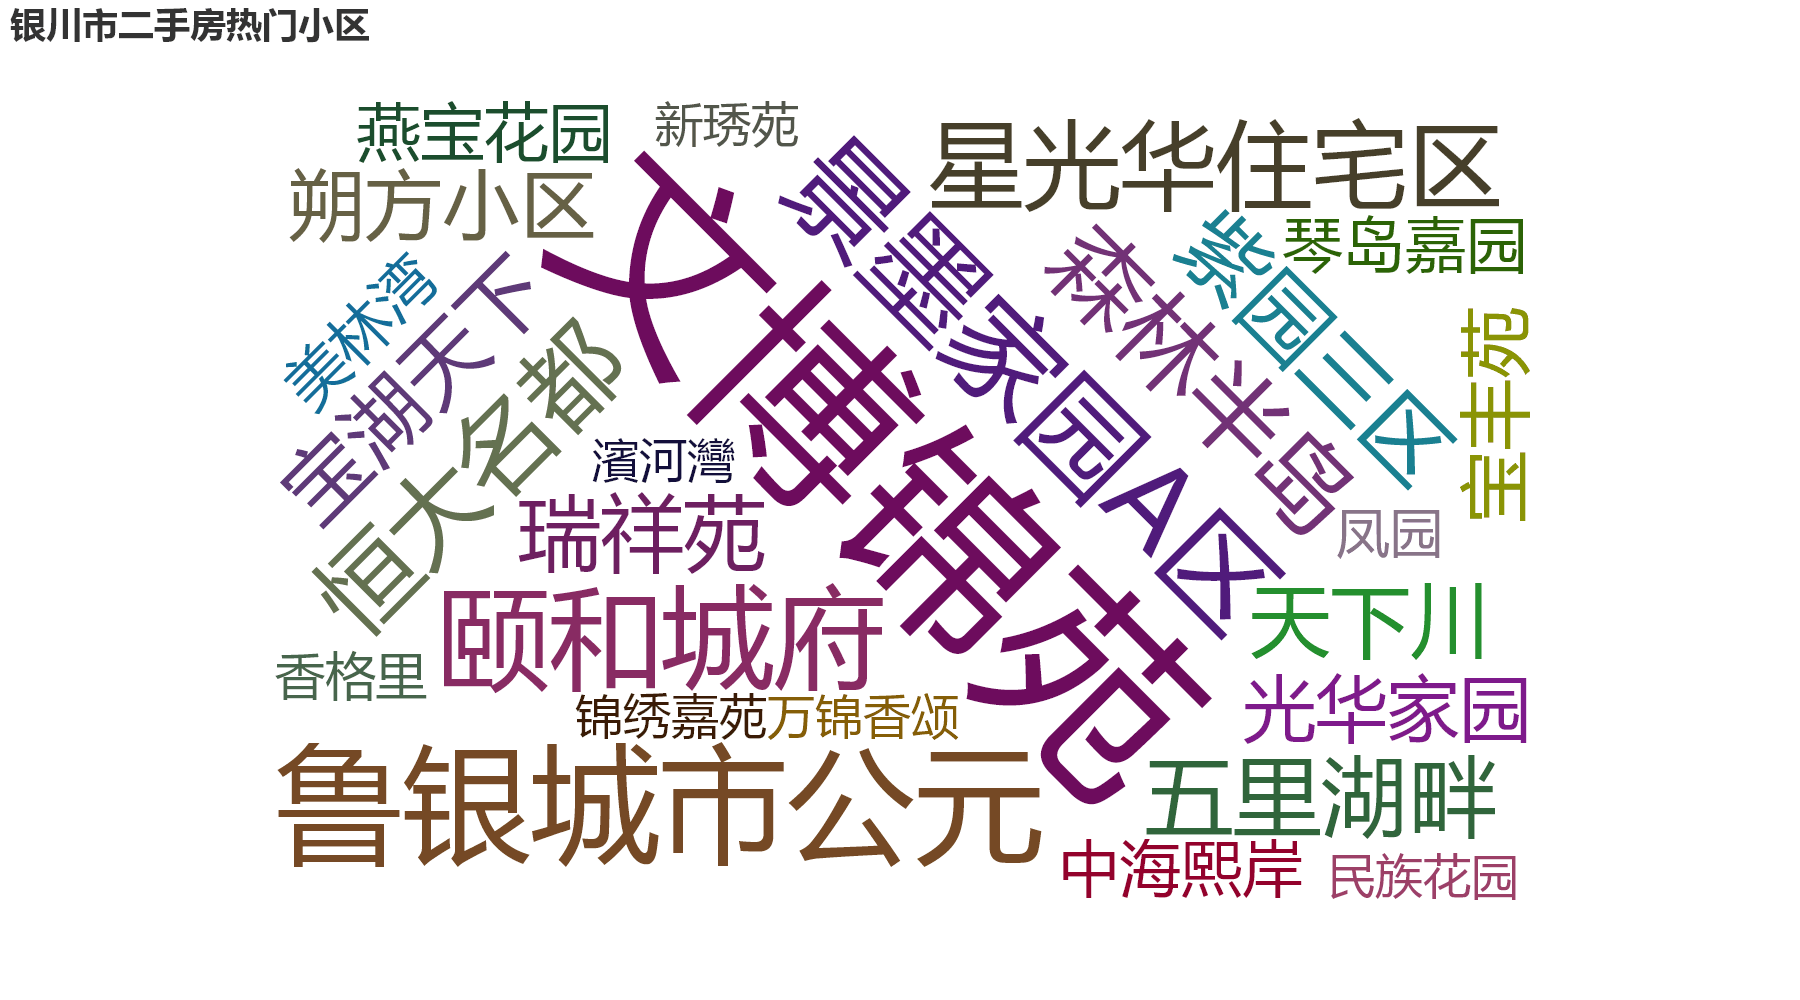 银川市二手房热门小区
燕宝花园
新琇苑
星光华住宅区
朔方小区
文博锦苑
景墨家园A区
森林半岛
紫园三区
琴岛嘉园
美林湾
宝湖天下
恒大名都
宝丰苑
濱河灣
瑞祥苑
凤园
颐和城府
天下川
香格里
锦绣嘉苑
万锦香颂
光华家园
鲁银城市公元
五里湖畔
中海熙岸
民族花园